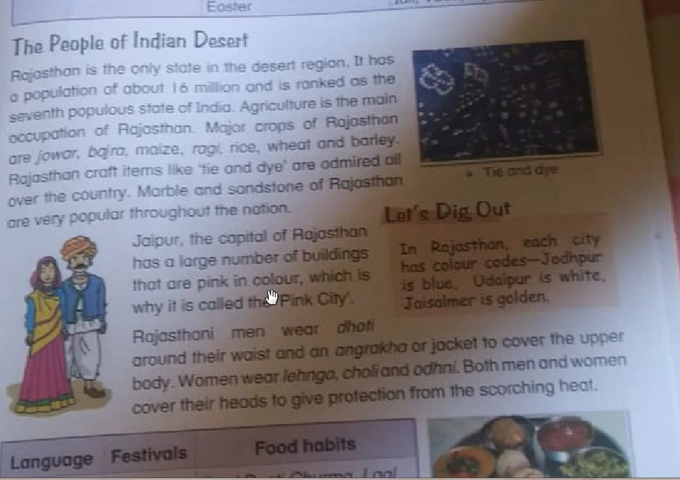 Easter
The People of Indian Desert
Rajasthan is the only state in the desert region. It has
a population of about 16 million and is ranked as the
seventh populous state of India. Agriculture is the main
occupation of Rajasthan. Major crops of Rajasthan
are jowar, bajra, maize, ragi, rice, wheat and barley.
Rajasthan craft items like 'tie and dye' are admired all
over the country. Marble and sandstone of Rajasthan
are very popular throughout the nation.
Tie and dye
Jaipur, the capital of Rajasthan
has a large number of buildings
that are pink in colour, which is
why it is called the 'Pink City'.
Let's Dig Out
In Rajasthan, each city
has colour codes—Jodhpur
is blue, Udaipur is white,
Jaisalmer is golden.
Rajasthani men wear dhoti
around their waist and an angrakha or jacket to cover the upper
body. Women wear lehnga, choli and odhni. Both men and women
cover their heads to give protection from the scorching heat.
Language Festivals Food habits